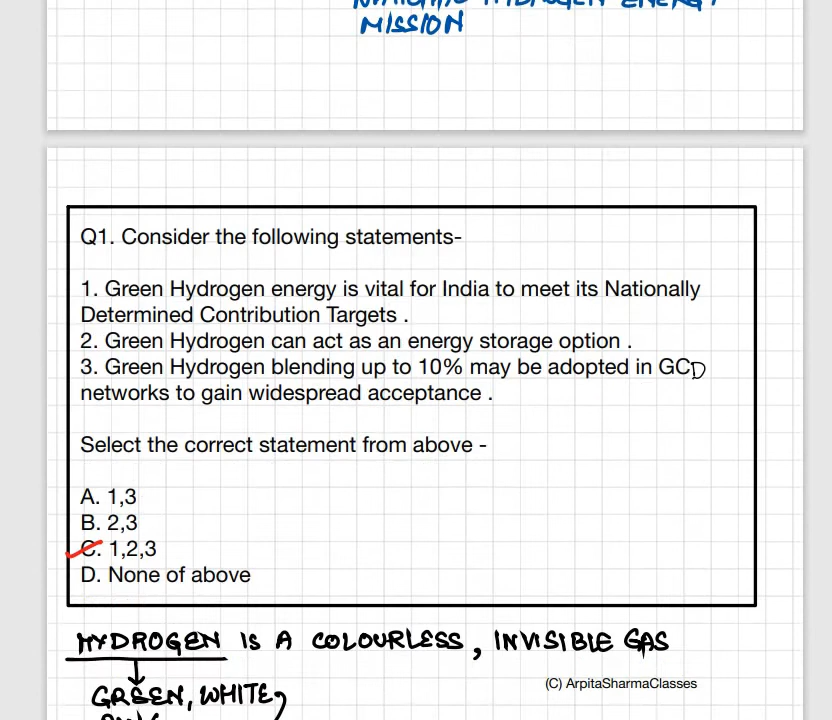 MISSION
Q1. Consider the following statements-
1. Green Hydrogen energy is vital for India to meet its Nationally
Determined Contribution Targets .
2. Green Hydrogen can act as an energy storage option .
3. Green Hydrogen blending up to 10% may be adopted in GCD
networks to gain widespread acceptance .
Select the correct statement from above -
A. 1,3
B. 2,3
C. 1,2,3
D. None of above
HYDROGEN IS A COLOURLESS, INVISIBLE GAS
(C) ArpitaSharmaClasses
GREEN, WHITE,